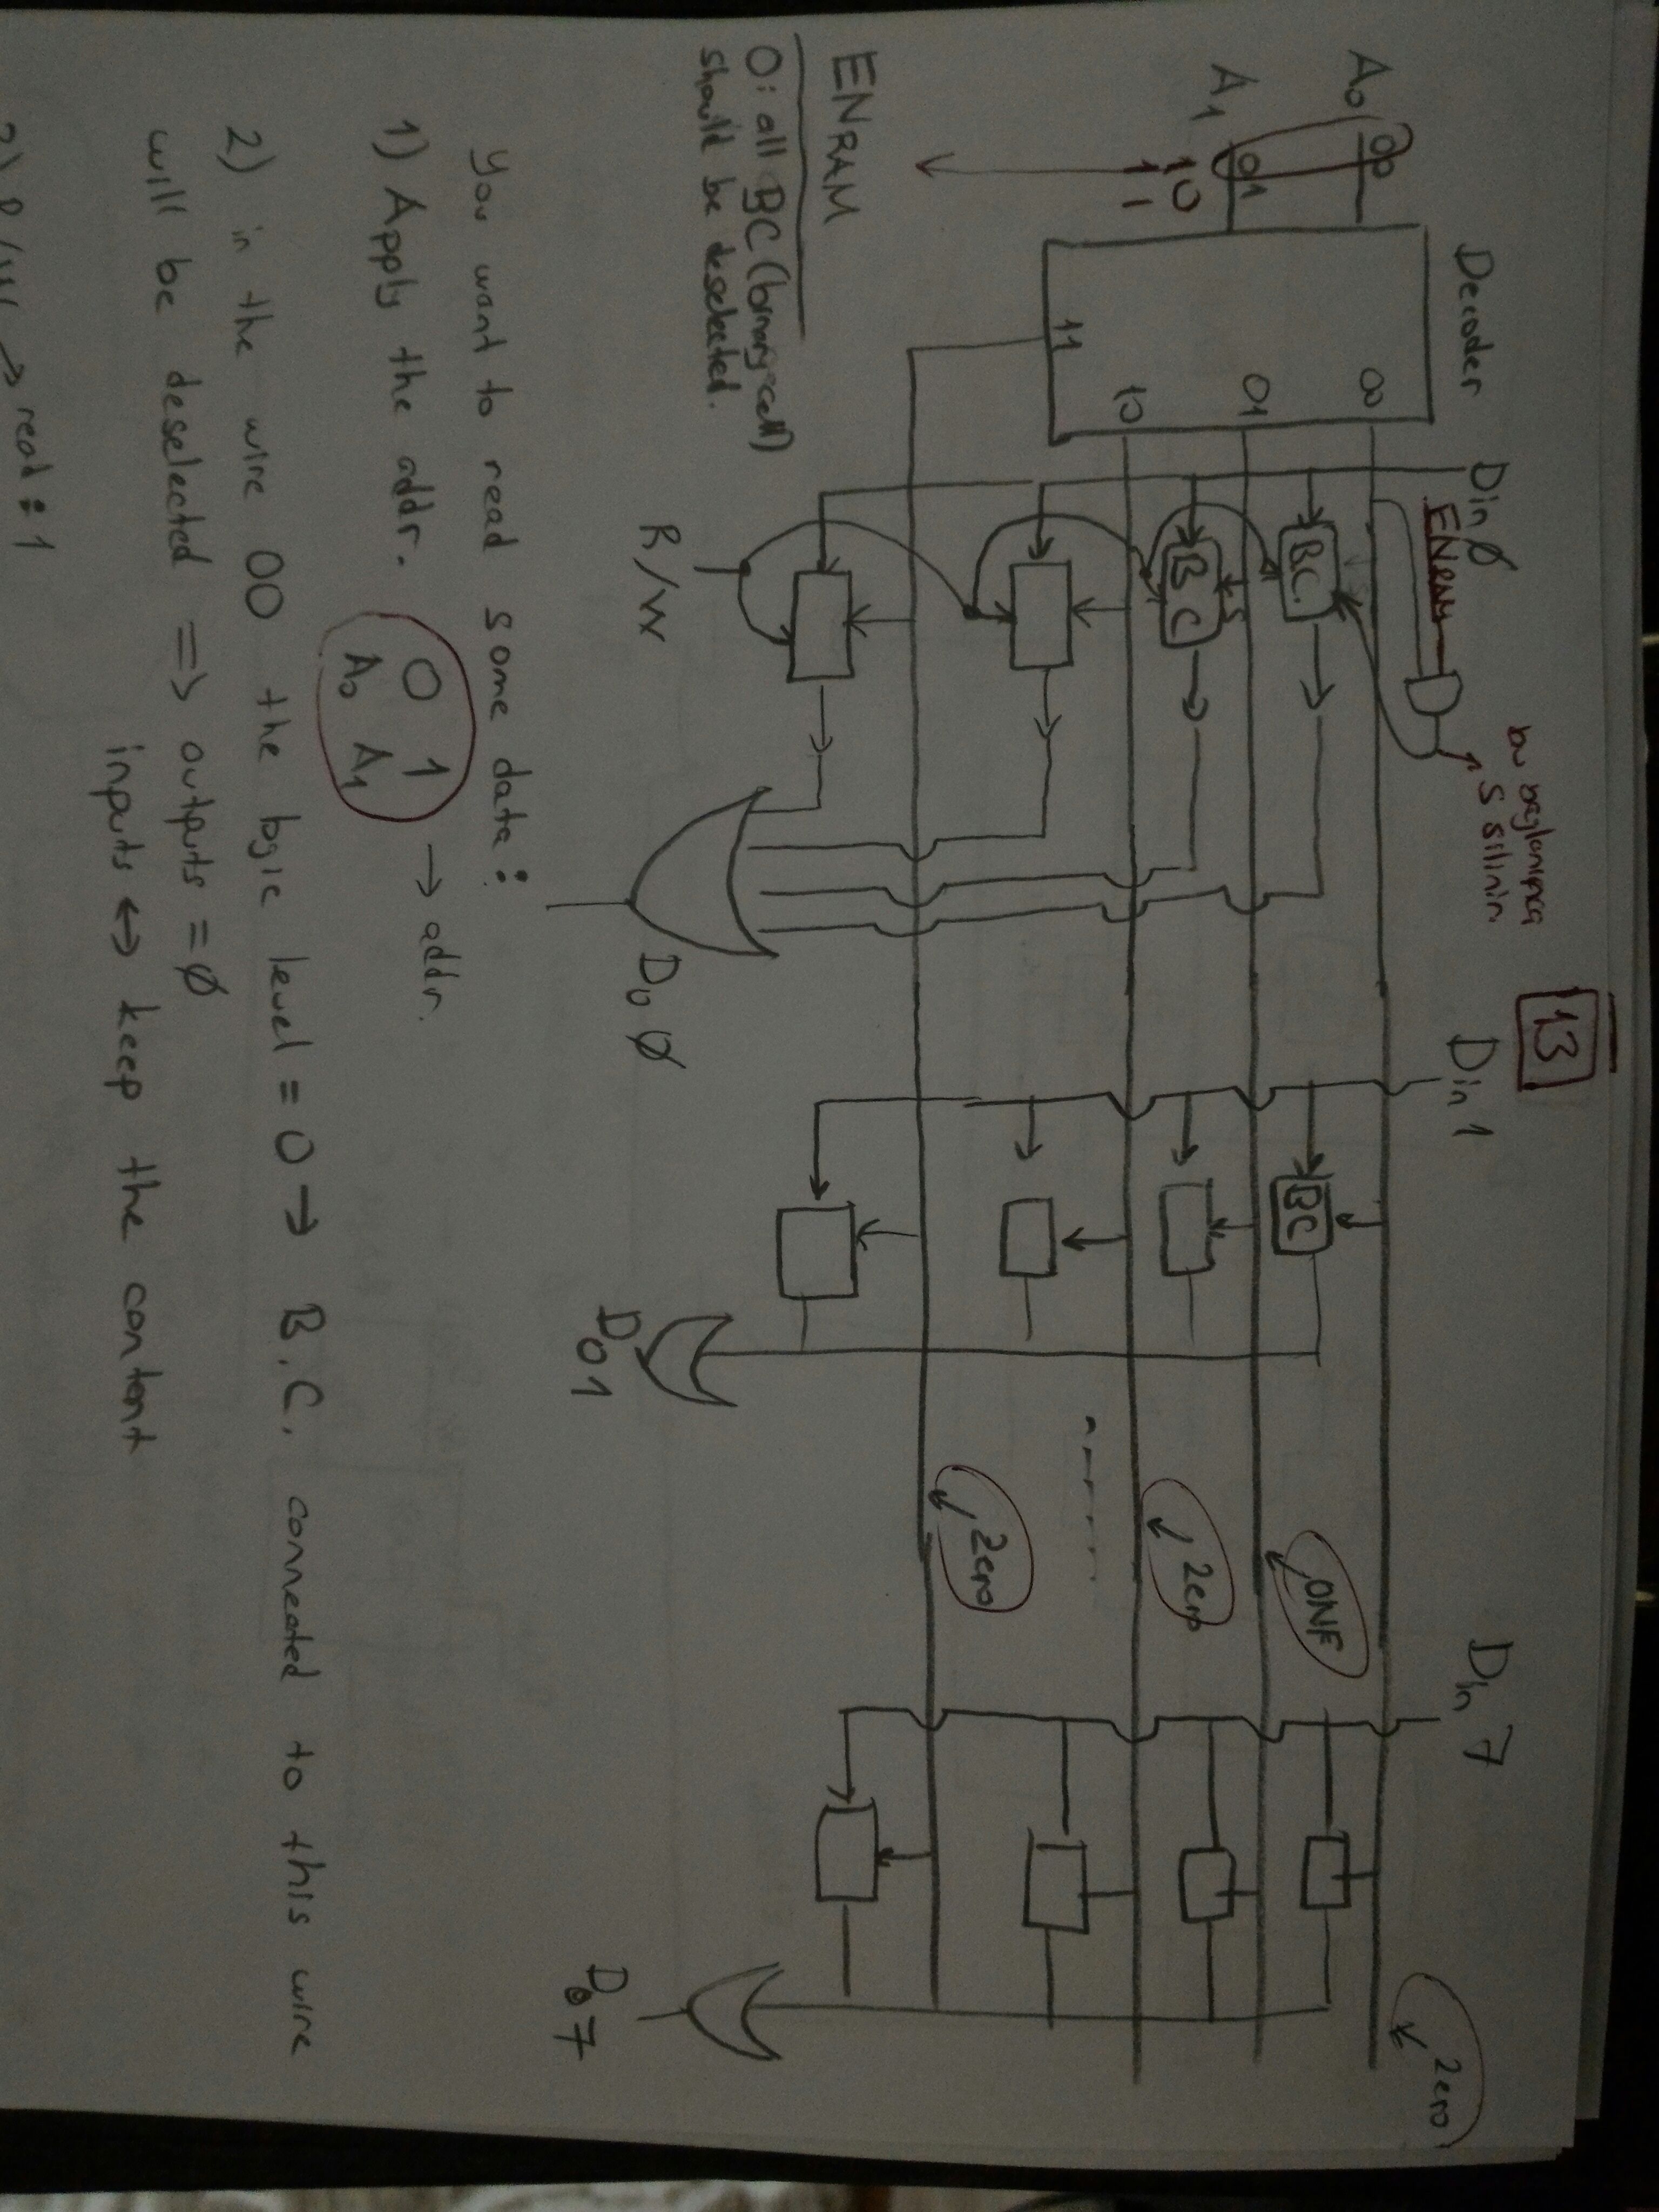 13
bu bağlanınca
S silinir.
Decoder
Din Ø
Din 1
Din 7
ENRAM
Zero
A0
00
00
B.C.
BC
ONE
A1
01
01
S
B C
Zero
10
11
10
11
Zero
ENRAM
0: all BC (binary cell)
should be deselected.
R/W
Do Ø
Do 1
Do 7
You want to read some data:
1) Apply the addr. 0 1 → addr.
A0 A1
2) in the wire 00 the logic level = 0 → B.C. connected to this wire
will be deselected => outputs = Ø
inputs ↔ keep the content
3) R/W → read : 1